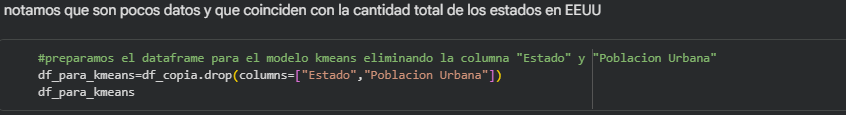 notamos que son pocos datos y que coinciden con la cantidad total de los estados en EEUU
#preparamos el dataframe para el modelo kmeans eliminando la columna "Estado" y "Poblacion Urbana"
df_para_kmeans=df_copia.drop(columns=["Estado","Poblacion Urbana"])
df_para_kmeans